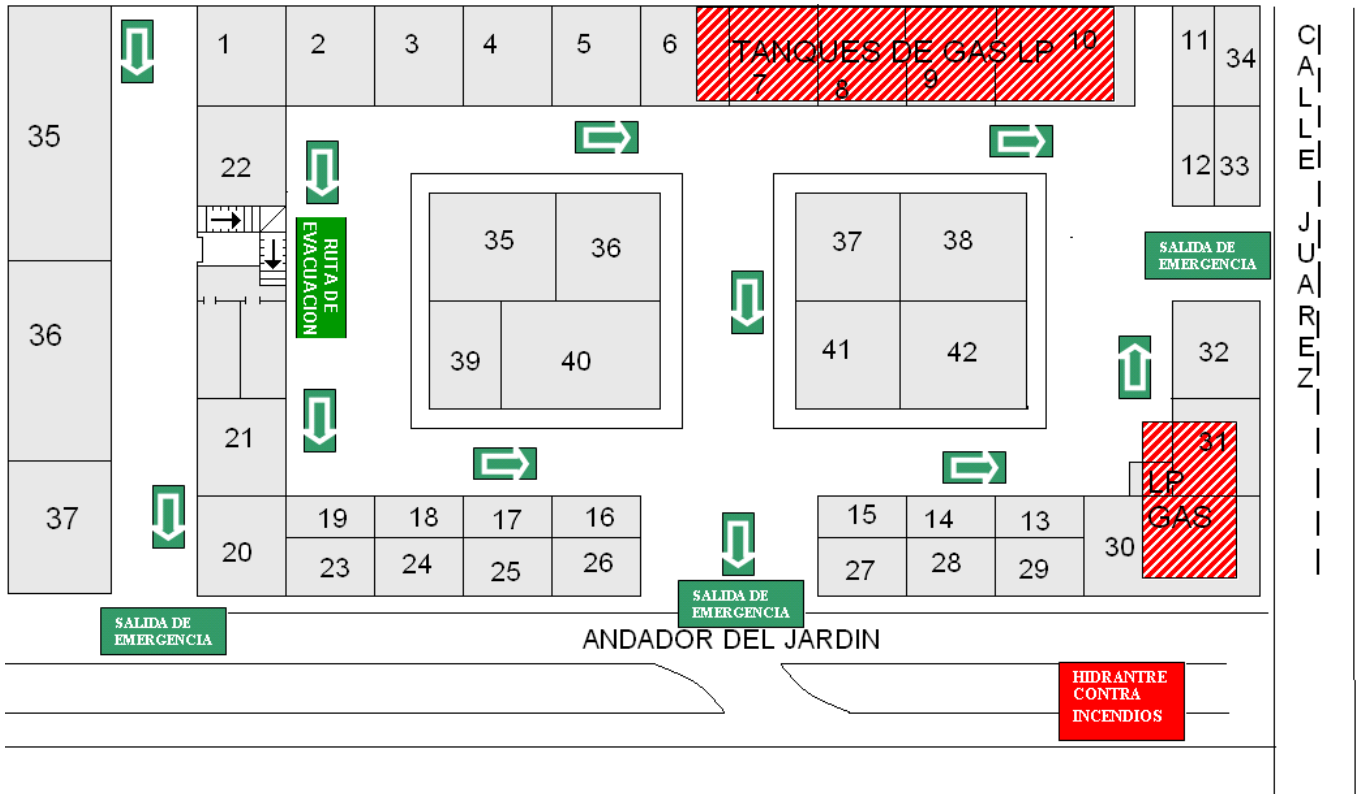 1
2
3
4
5
6
TANQUES DE GAS LP
7
8
9
10
11
34
35
22
12
33
CALLE JUAREZ
RUTA DE
EVACUACION
35
36
37
38
SALIDA DE
EMERGENCIA
36
39
40
41
42
32
21
31
LP
GAS
37
20
19
18
17
16
15
14
13
30
23
24
25
26
27
28
29
SALIDA DE
EMERGENCIA
SALIDA DE
EMERGENCIA
ANDADOR DEL JARDIN
HIDRANTRE
CONTRA
INCENDIOS